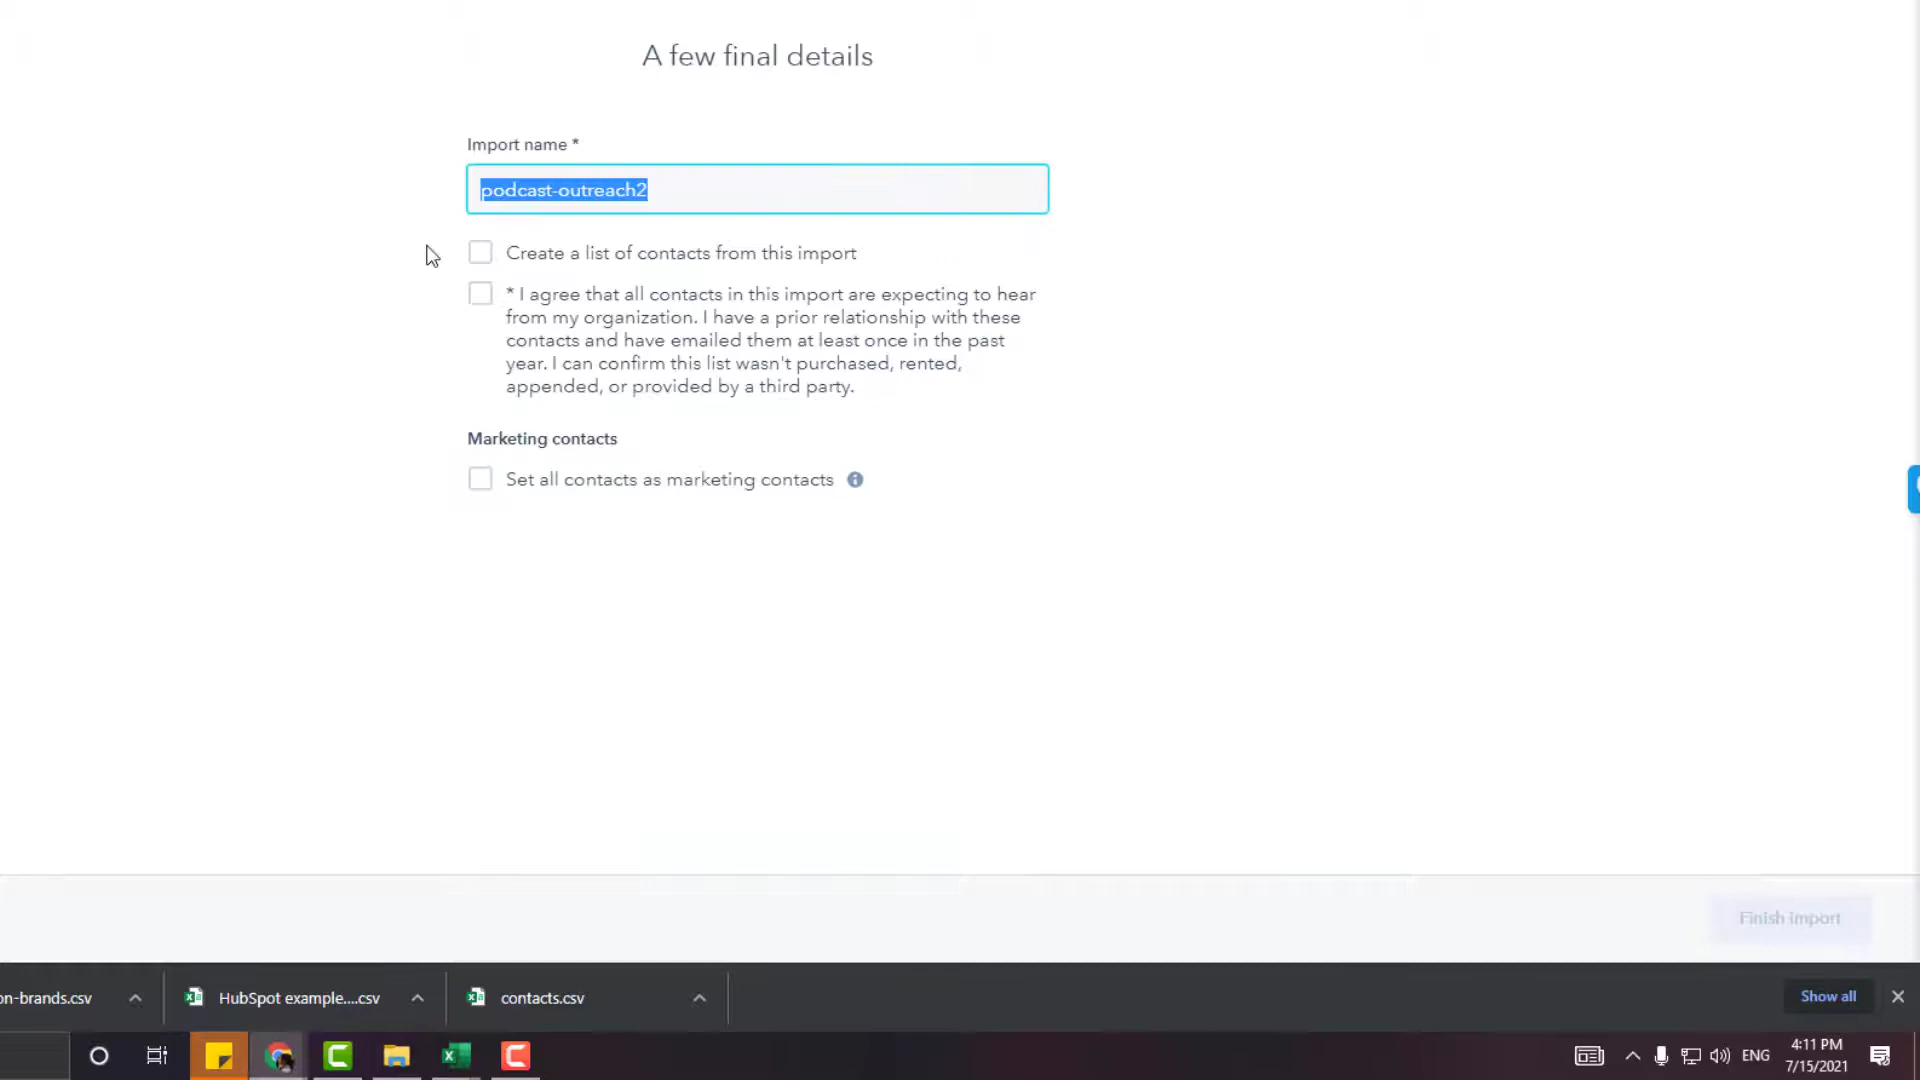 A few final details
Import name *
podcast-outreach2
Create a list of contacts from this import
* I agree that all contacts in this import are expecting to hear
from my organization. I have a prior relationship with these
contacts and have emailed them at least once in the past
year. I can confirm this list wasn't purchased, rented,
appended, or provided by a third party.
Marketing contacts
Set all contacts as marketing contacts
Finish import
on-brands.csv
HubSpot example....csv
contacts.csv
Show all
ENG
4:11 PM
7/15/2021